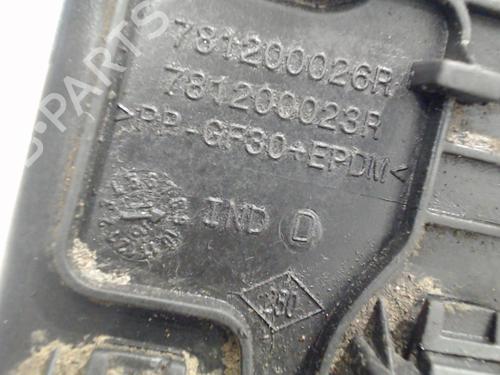 781200026R
781200023R
>PP-GF30+EPDM<
IND D
B-PARTS